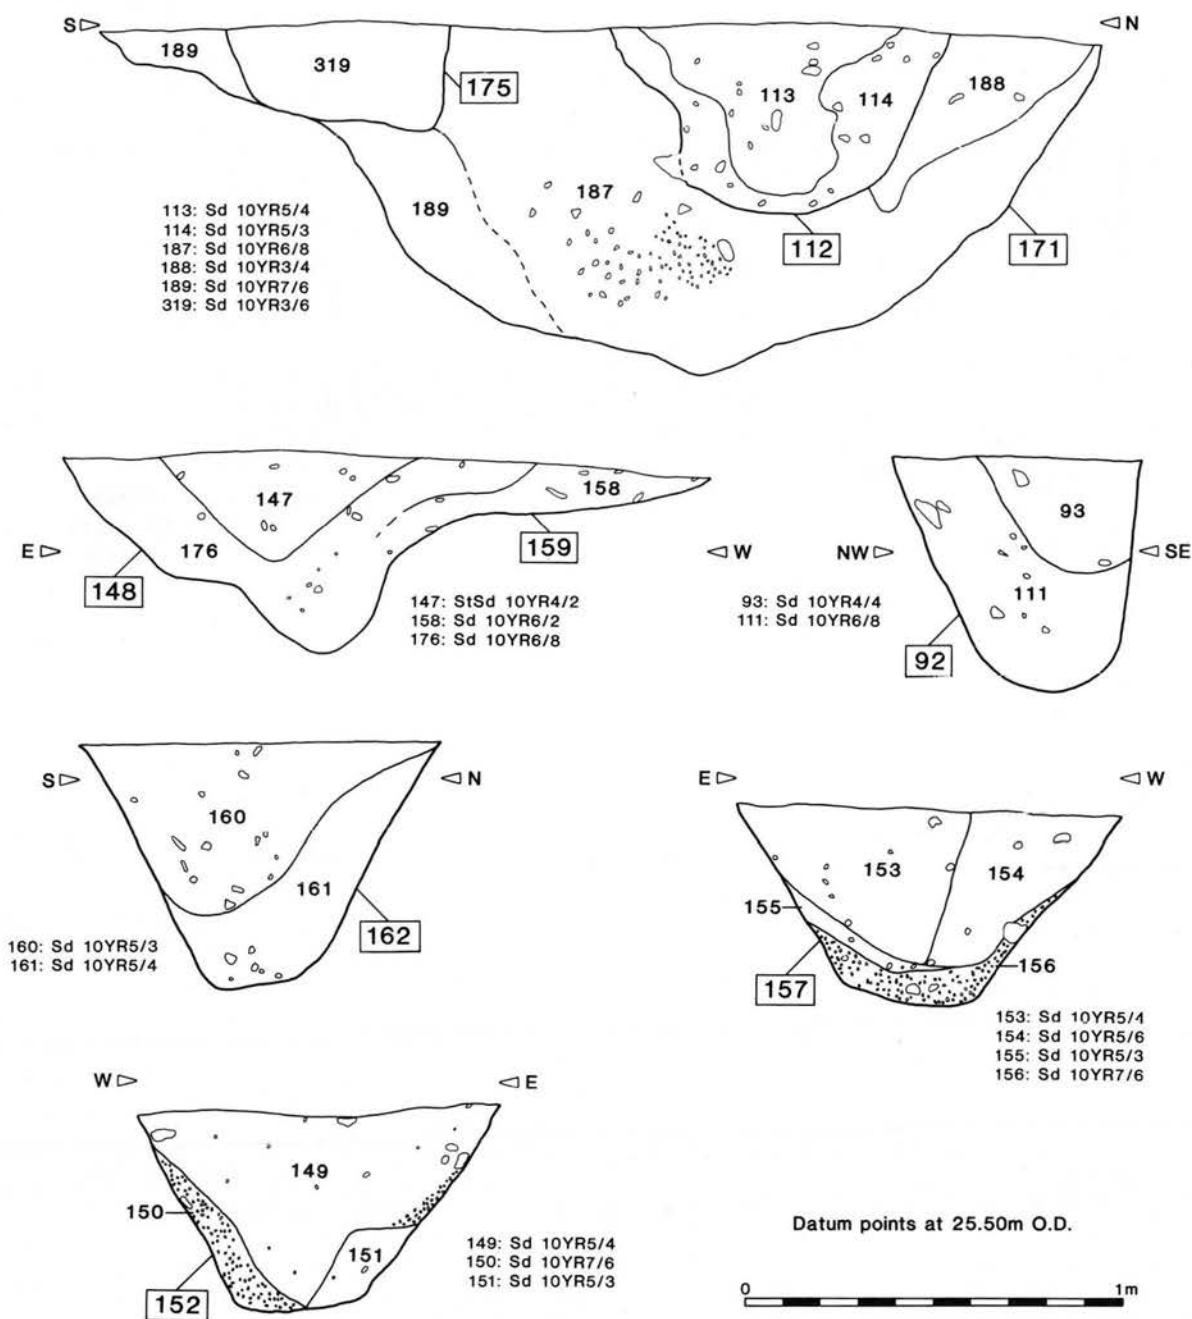 S N
189 319 175 113 114 188
187
189
112 171
113: Sd 10YR5/4
114: Sd 10YR5/3
187: Sd 10YR6/8
188: Sd 10YR3/4
189: Sd 10YR7/6
319: Sd 10YR3/6
147 158
E 176 159 W
148
147: StSd 10YR4/2
158: Sd 10YR6/2
176: Sd 10YR6/8
93
NW SE
111
92
93: Sd 10YR4/4
111: Sd 10YR6/8
S N
160
161
162
160: Sd 10YR5/3
161: Sd 10YR5/4
E W
153 154
155
156
157
153: Sd 10YR5/4
154: Sd 10YR5/6
155: Sd 10YR5/3
156: Sd 10YR7/6
W E
149
150
151
152
149: Sd 10YR5/4
150: Sd 10YR7/6
151: Sd 10YR5/3
Datum points at 25.50m O.D.
0 1m